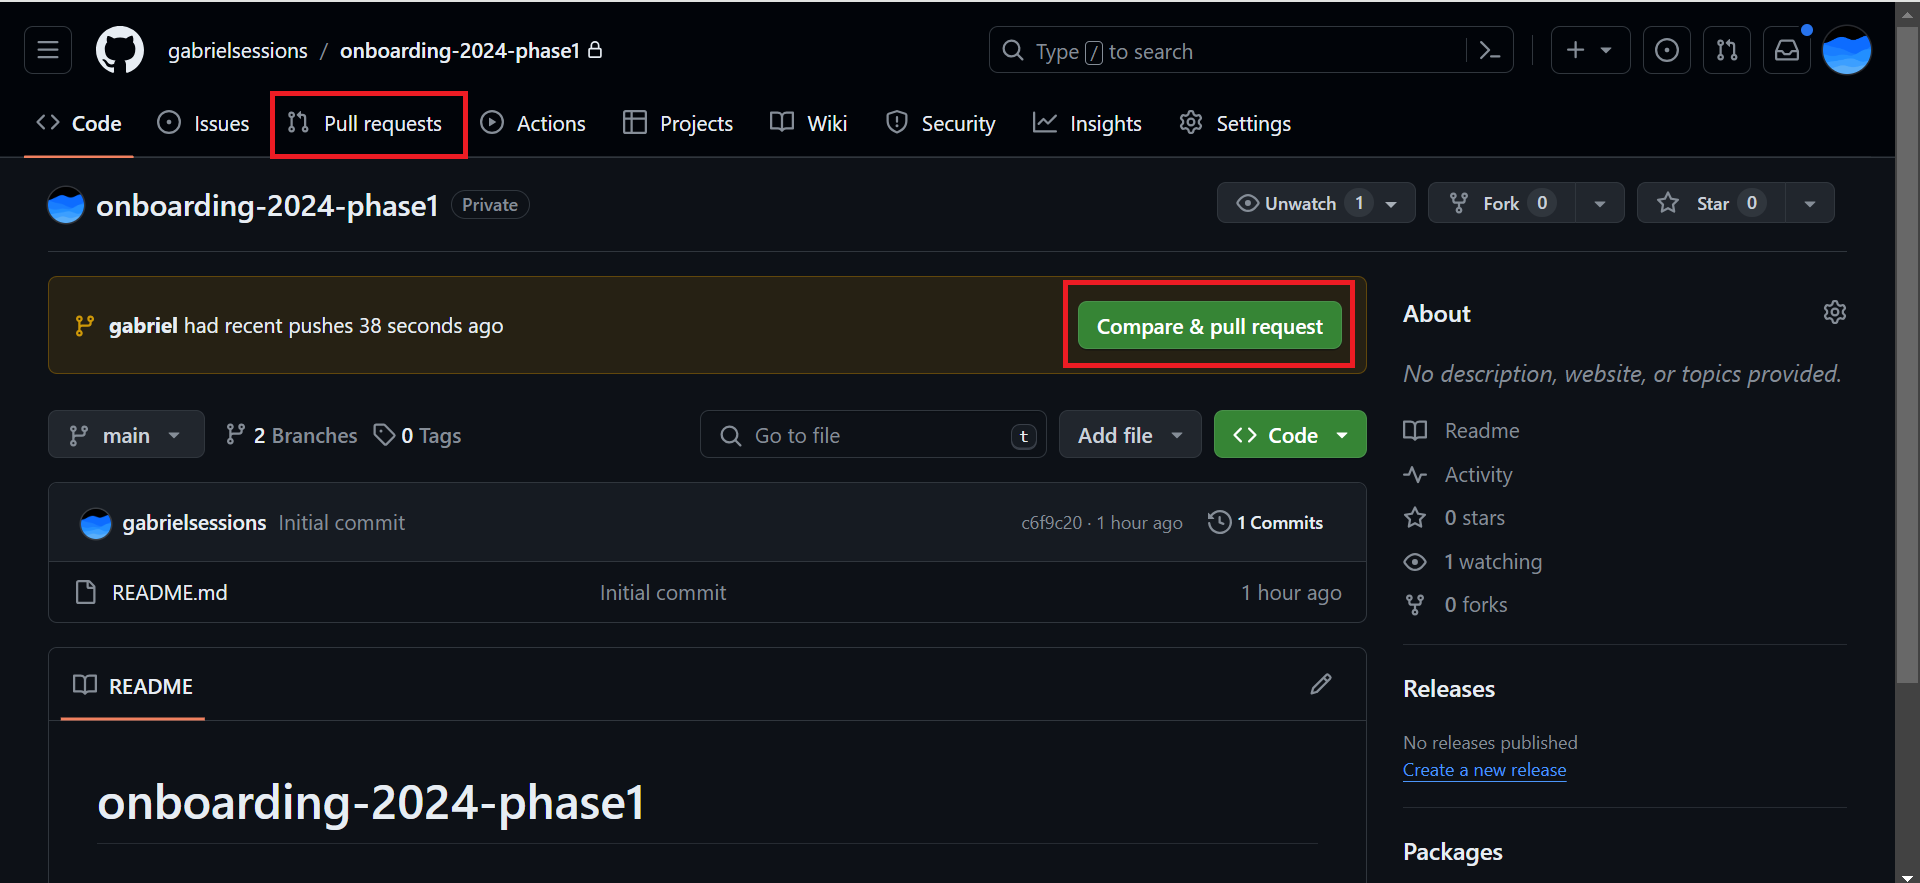 gabrielsessions / onboarding-2024-phase1
Type / to search
Code Issues Pull requests Actions Projects Wiki Security Insights Settings
onboarding-2024-phase1 Private
Unwatch 1 Fork 0 Star 0
gabriel had recent pushes 38 seconds ago
Compare & pull request
main 2 Branches 0 Tags
Go to file t Add file Code
gabrielsessions Initial commit c6f9c20 · 1 hour ago 1 Commits
README.md Initial commit 1 hour ago
README
onboarding-2024-phase1
About
No description, website, or topics provided.
Readme
Activity
0 stars
1 watching
0 forks
Releases
No releases published
Create a new release
Packages